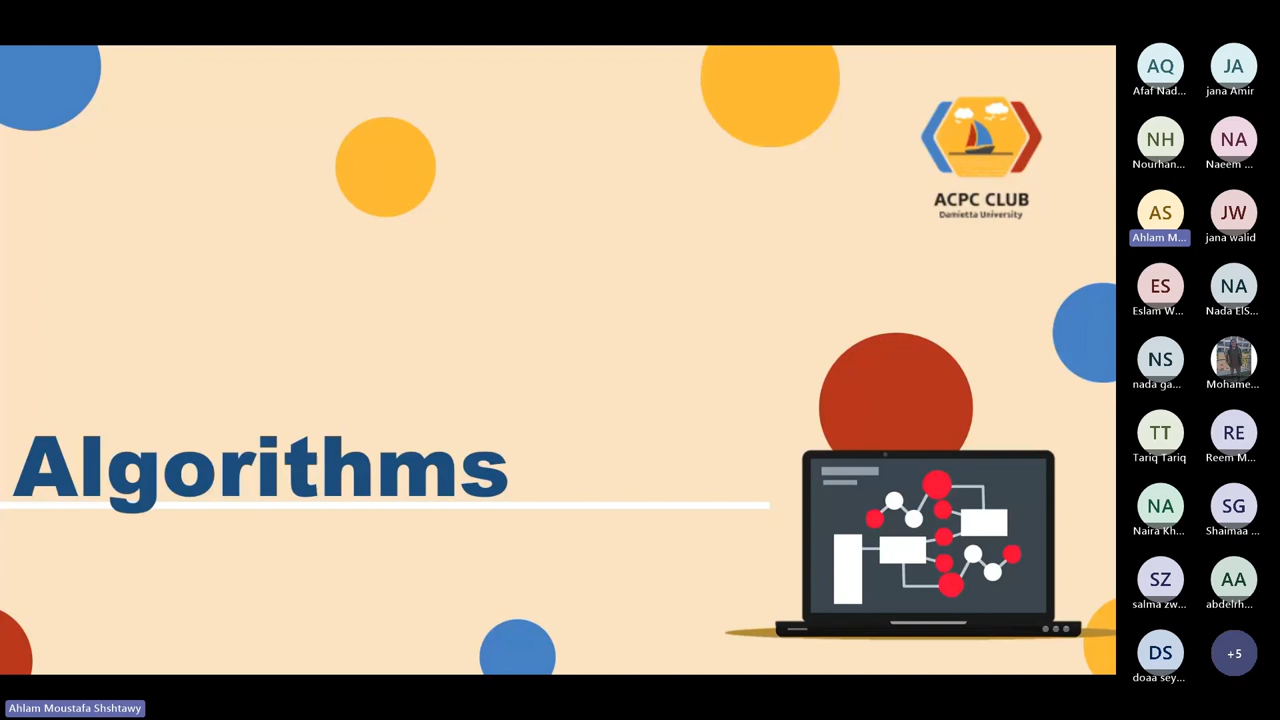 ACPC CLUB
Damietta University
Algorithms
AQ
Afaf Nad...
JA
jana Amir
NH
Nourhan...
NA
Naeem ...
AS
Ahlam M...
JW
jana walid
ES
Eslam W...
NA
Nada ElS...
NS
nada ga...
Mohame...
TT
Tariq Tariq
RE
Reem M...
NA
Naira Kh...
SG
Shaimaa ...
SZ
salma zw...
AA
abdelrh...
DS
doaa sey...
+5
Ahlam Moustafa Shshtawy